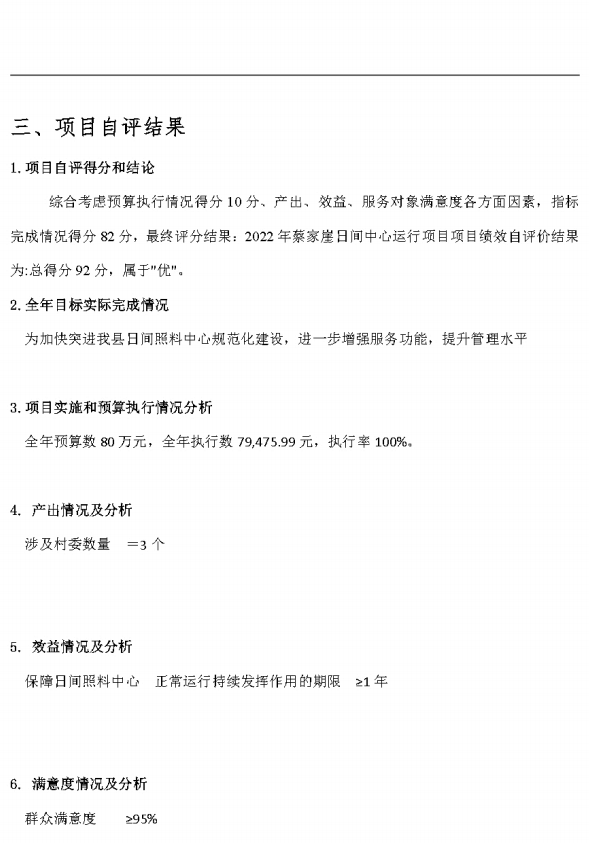 三、项目自评结果
1.项目自评得分和结论
综合考虑预算执行情况得分 10 分、产出、效益、服务对象满意度各方面因素，指标
完成情况得分 82 分，最终评分结果：2022 年蔡家崖日间中心运行项目项目绩效自评价结果
为:总得分 92 分，属于"优"。
2.全年目标实际完成情况
为加快突进我县日间照料中心规范化建设，进一步增强服务功能，提升管理水平
3.项目实施和预算执行情况分析
全年预算数 80 万元，全年执行数 79,475.99 元，执行率 100%。
4. 产出情况及分析
涉及村委数量 ＝3 个
5. 效益情况及分析
保障日间照料中心 正常运行持续发挥作用的期限 ≥1 年
6. 满意度情况及分析
群众满意度 ≥95%